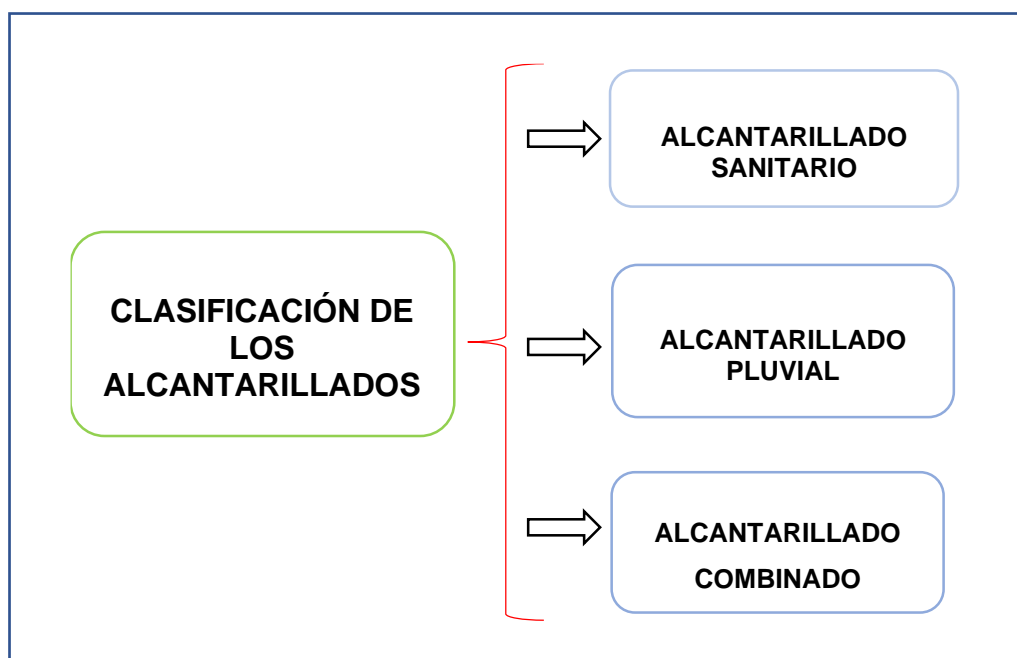 CLASIFICACIÓN DE
LOS
ALCANTARILLADOS
ALCANTARILLADO
SANITARIO
ALCANTARILLADO
PLUVIAL
ALCANTARILLADO
COMBINADO